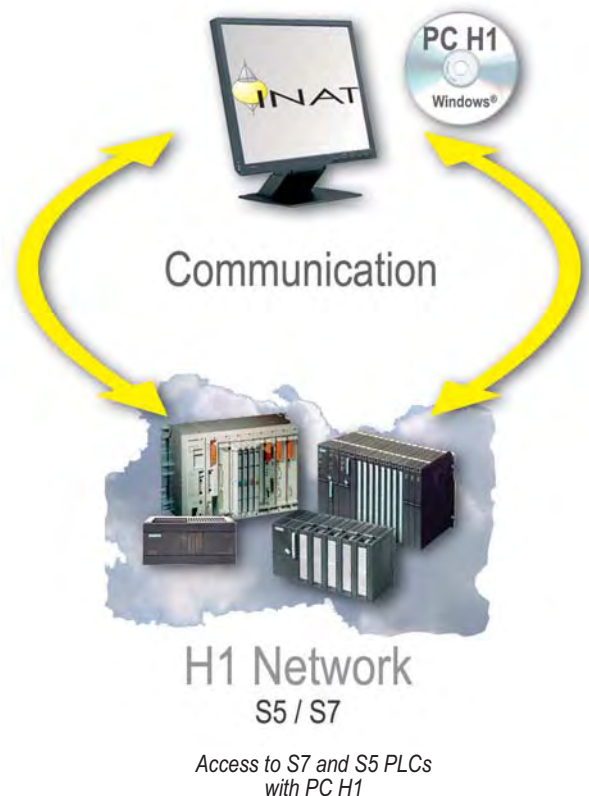 INAT
PC H1
Windows®
Communication
H1 Network
S5 / S7
Access to S7 and S5 PLCs
with PC H1